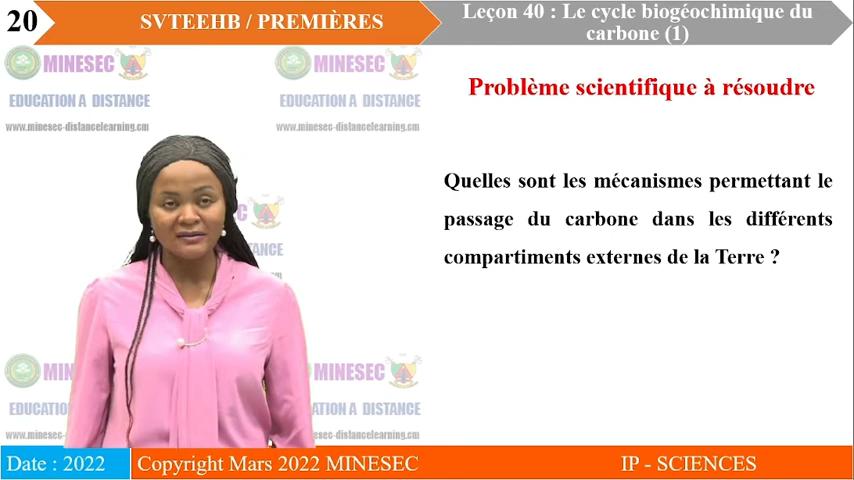 20
SVTEEHB / PREMIÈRES
Leçon 40 : Le cycle biogéochimique du
carbone (1)
MINESEC
MINESEC
EDUCATION A DISTANCE
EDUCATION A DISTANCE
www.minesec-distancelearning.cm
www.minesec-distancelearning.cm
Problème scientifique à résoudre
Quelles sont les mécanismes permettant le
passage du carbone dans les différents
compartiments externes de la Terre ?
MINESEC
EDUCATION
ATION A DISTANCE
www.minesec-
-distancelearning.cm
Date : 2022
Copyright Mars 2022 MINESEC
IP - SCIENCES